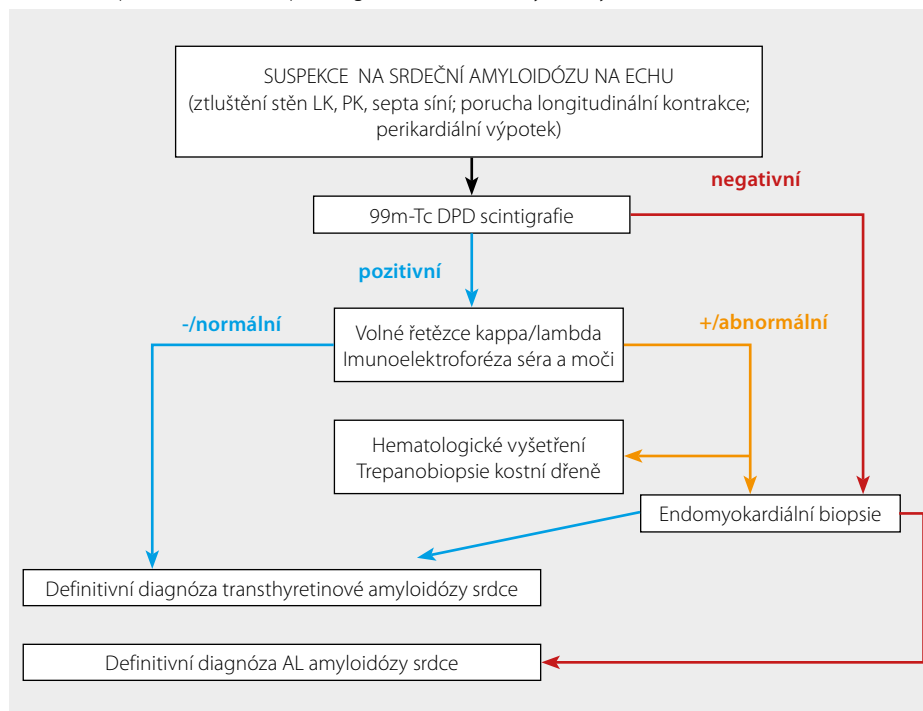 SUSPEKCE NA SRDEČNÍ AMYLOIDÓZU NA ECHU
(ztluštění stěn LK, PK, septa síní; porucha longitudinální kontrakce;
perikardiální výpotek)
negativní
99m-Tc DPD scintigrafie
pozitivní
-/normální
+/abnormální
Volné řetězce kappa/lambda
Imunoelektroforéza séra a moči
Hematologické vyšetření
Trepanobiopsie kostní dřeně
Endomyokardiální biopsie
Definitivní diagnóza transthyretinové amyloidózy srdce
Definitivní diagnóza AL amyloidózy srdce